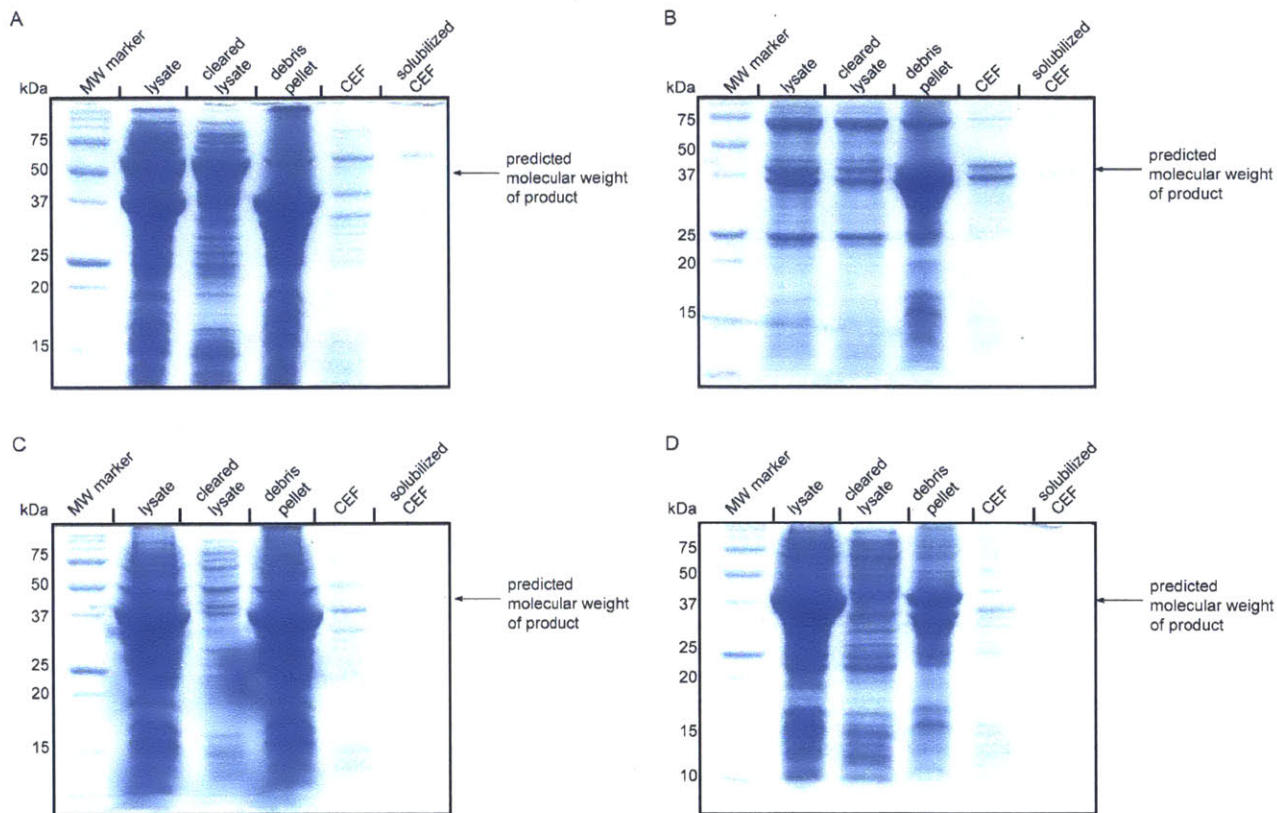 A
MW marker
lysate
cleared
lysate
debris
pellet
CEF
solubilized
CEF
kDa
75
50
37
25
20
15
predicted
molecular weight
of product
B
MW marker
lysate
cleared
lysate
debris
pellet
CEF
solubilized
CEF
kDa
75
50
37
25
20
15
predicted
molecular weight
of product
C
MW marker
lysate
cleared
lysate
debris
pellet
CEF
solubilized
CEF
kDa
75
50
37
25
20
15
predicted
molecular weight
of product
D
MW marker
lysate
cleared
lysate
debris
pellet
CEF
solubilized
CEF
kDa
75
50
37
25
20
15
10
predicted
molecular weight
of product